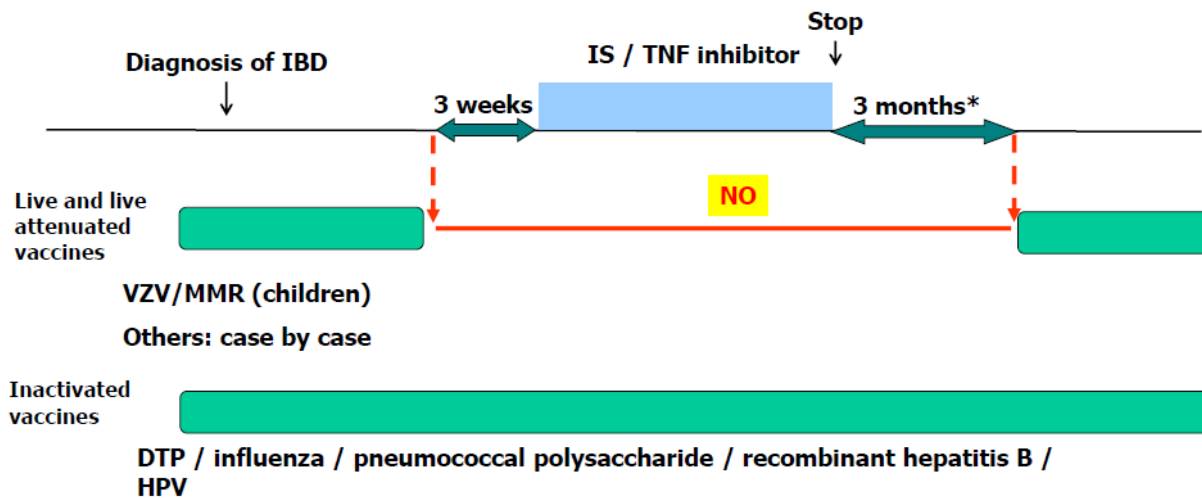 Stop
Diagnosis of IBD
IS / TNF inhibitor
3 weeks
3 months*
Live and live
attenuated
vaccines
NO
VZV/MMR (children)
Others: case by case
Inactivated
vaccines
DTP / influenza / pneumococcal polysaccharide / recombinant hepatitis B /
HPV